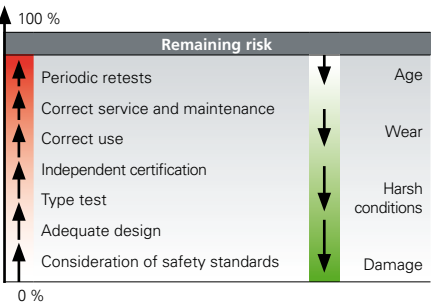 100 %
Remaining risk
Periodic retests
Correct service and maintenance
Correct use
Independent certification
Type test
Adequate design
Consideration of safety standards
Age
Wear
Harsh
conditions
Damage
0 %